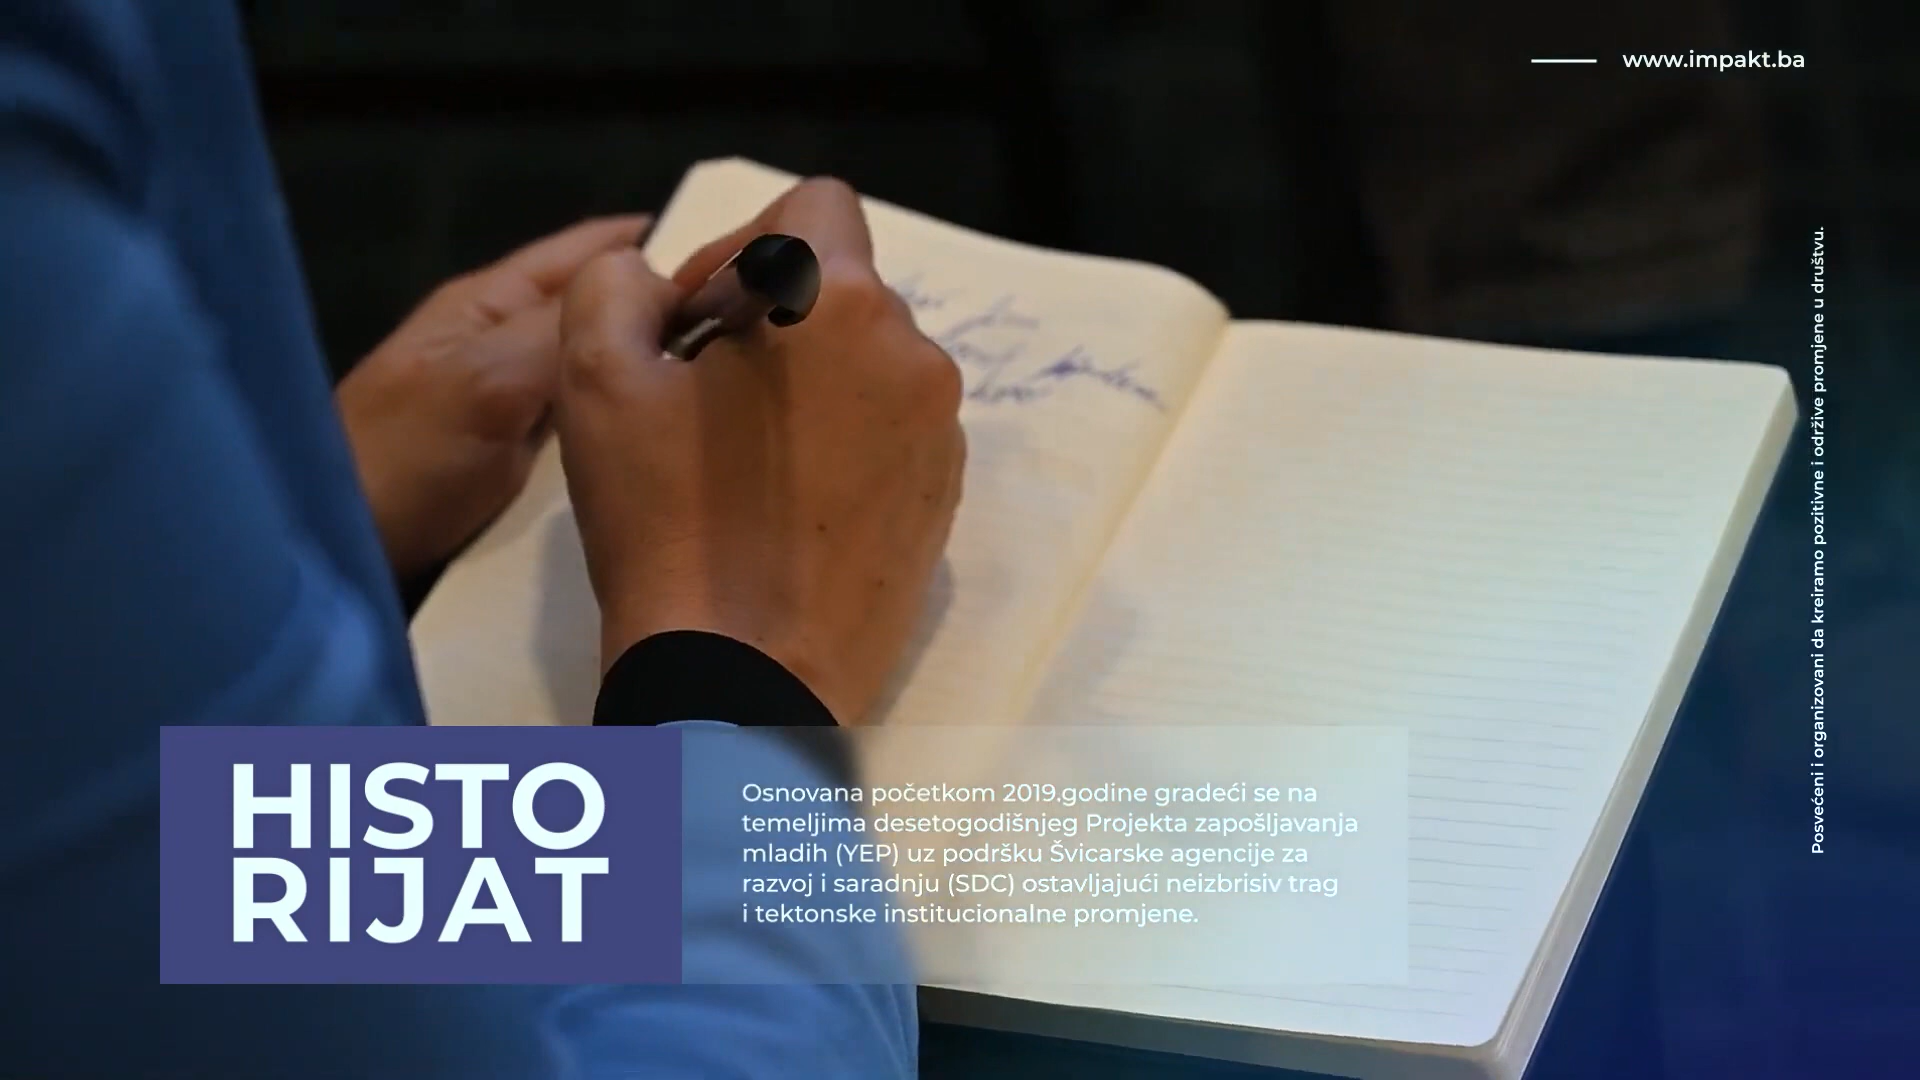 www.impakt.ba
Posvećeni i organizovani da kreiramo pozitivne i održive promjene u društvu.
HISTO
RIJAT
Osnovana početkom 2019.godine gradeći se na
temeljima desetogodišnjeg Projekta zapošljavanja
mladih (YEP) uz podršku Švicarske agencije za
razvoj i saradnju (SDC) ostavljajući neizbrisiv trag
i tektonske institucionalne promjene.